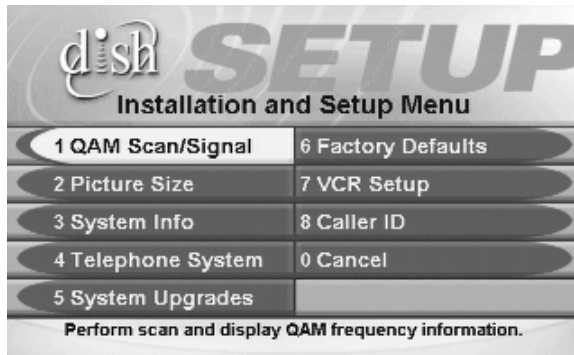 dish SETUP
Installation and Setup Menu
1 QAM Scan/Signal
2 Picture Size
3 System Info
4 Telephone System
5 System Upgrades
6 Factory Defaults
7 VCR Setup
8 Caller ID
0 Cancel
Perform scan and display QAM frequency information.